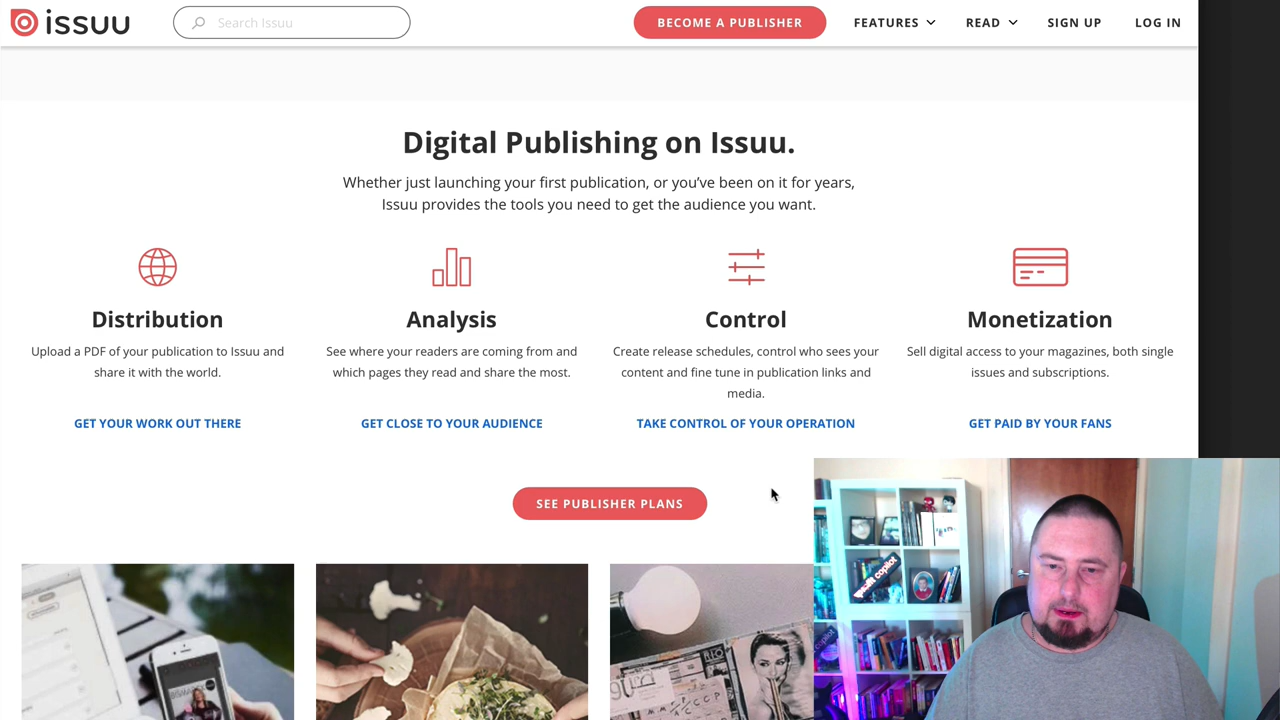 issuu
Search Issuu
BECOME A PUBLISHER
FEATURES
READ
SIGN UP
LOG IN
Digital Publishing on Issuu.
Whether just launching your first publication, or you’ve been on it for years,
Issuu provides the tools you need to get the audience you want.
Distribution
Upload a PDF of your publication to Issuu and
share it with the world.
GET YOUR WORK OUT THERE
Analysis
See where your readers are coming from and
which pages they read and share the most.
GET CLOSE TO YOUR AUDIENCE
Control
Create release schedules, control who sees your
content and fine tune in publication links and
media.
TAKE CONTROL OF YOUR OPERATION
Monetization
Sell digital access to your magazines, both single
issues and subscriptions.
GET PAID BY YOUR FANS
SEE PUBLISHER PLANS